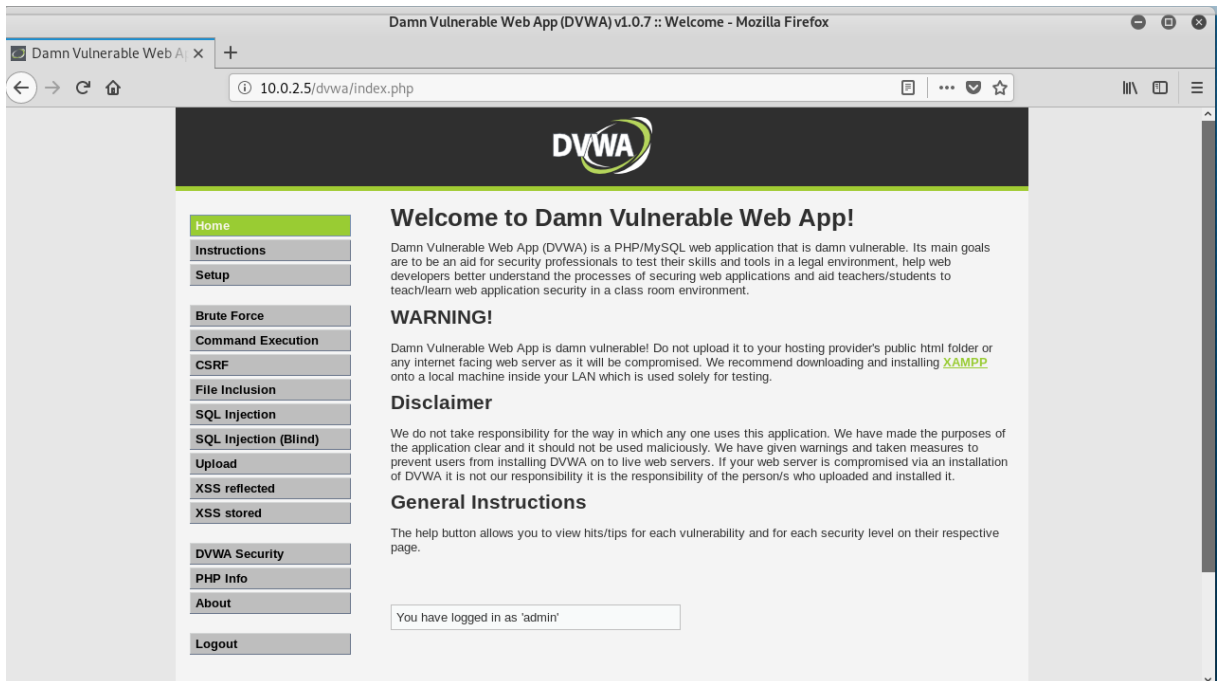 Damn Vulnerable Web App (DVWA) v1.0.7 :: Welcome - Mozilla Firefox
Damn Vulnerable Web A
10.0.2.5/dvwa/index.php
DVWA
Home
Instructions
Setup
Brute Force
Command Execution
CSRF
File Inclusion
SQL Injection
SQL Injection (Blind)
Upload
XSS reflected
XSS stored
DVWA Security
PHP Info
About
Logout
Welcome to Damn Vulnerable Web App!
Damn Vulnerable Web App (DVWA) is a PHP/MySQL web application that is damn vulnerable. Its main goals
are to be an aid for security professionals to test their skills and tools in a legal environment, help web
developers better understand the processes of securing web applications and aid teachers/students to
teach/learn web application security in a class room environment.
WARNING!
Damn Vulnerable Web App is damn vulnerable! Do not upload it to your hosting provider's public html folder or
any internet facing web server as it will be compromised. We recommend downloading and installing XAMPP
onto a local machine inside your LAN which is used solely for testing.
Disclaimer
We do not take responsibility for the way in which any one uses this application. We have made the purposes of
the application clear and it should not be used maliciously. We have given warnings and taken measures to
prevent users from installing DVWA on to live web servers. If your web server is compromised via an installation
of DVWA it is not our responsibility it is the responsibility of the person/s who uploaded and installed it.
General Instructions
The help button allows you to view hits/tips for each vulnerability and for each security level on their respective
page.
You have logged in as 'admin'